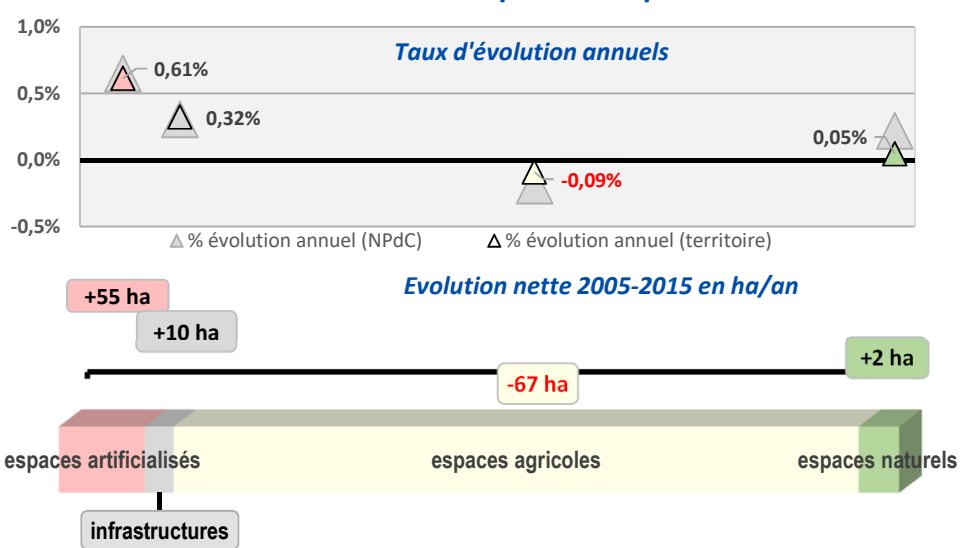 1,0%
Taux d'évolution annuels
0,61%
0,5%
0,32%
0,05%
0,0%
-0,09%
-0,5%
% évolution annuel (NPdC) % évolution annuel (territoire)
Evolution nette 2005-2015 en ha/an
+55 ha
+10 ha
+2 ha
-67 ha
espaces artificialisés espaces agricoles espaces naturels
infrastructures